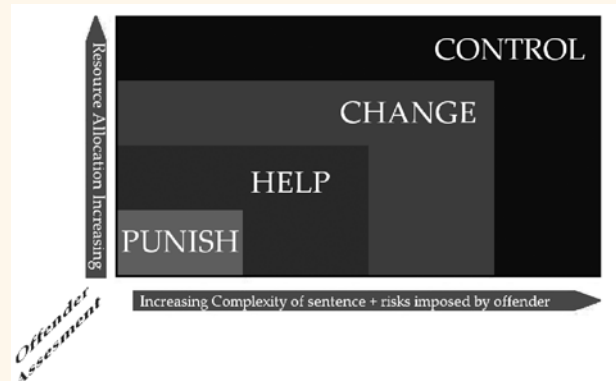 CONTROL
CHANGE
HELP
PUNISH
Resource Allocation Increasing
Increasing Complexity of sentence + risks imposed by offender
Offender
Assesment